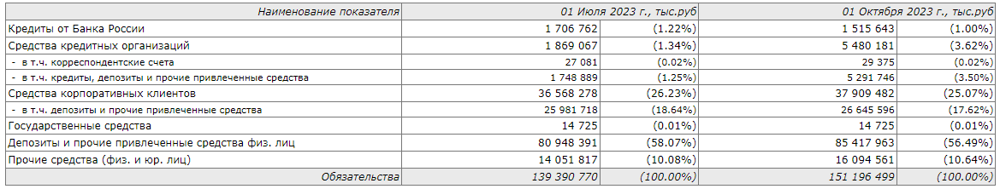 Наименование показателя 01 Июля 2023 г., тыс.руб 01 Октября 2023 г., тыс.руб
Кредиты от Банка России 1 706 762 (1.22%) 1 515 643 (1.00%)
Средства кредитных организаций 1 869 067 (1.34%) 5 480 181 (3.62%)
- в т.ч. корреспондентские счета 27 081 (0.02%) 29 375 (0.02%)
- в т.ч. кредиты, депозиты и прочие привлеченные средства 1 748 889 (1.25%) 5 291 746 (3.50%)
Средства корпоративных клиентов 36 568 278 (26.23%) 37 909 482 (25.07%)
- в т.ч. депозиты и прочие привлеченные средства 25 981 718 (18.64%) 26 645 596 (17.62%)
Государственные средства 14 725 (0.01%) 14 725 (0.01%)
Депозиты и прочие привлеченные средства физ. лиц 80 948 391 (58.07%) 85 417 963 (56.49%)
Прочие средства (физ. и юр. лиц) 14 051 817 (10.08%) 16 094 561 (10.64%)
Обязательства 139 390 770 (100.00%) 151 196 499 (100.00%)